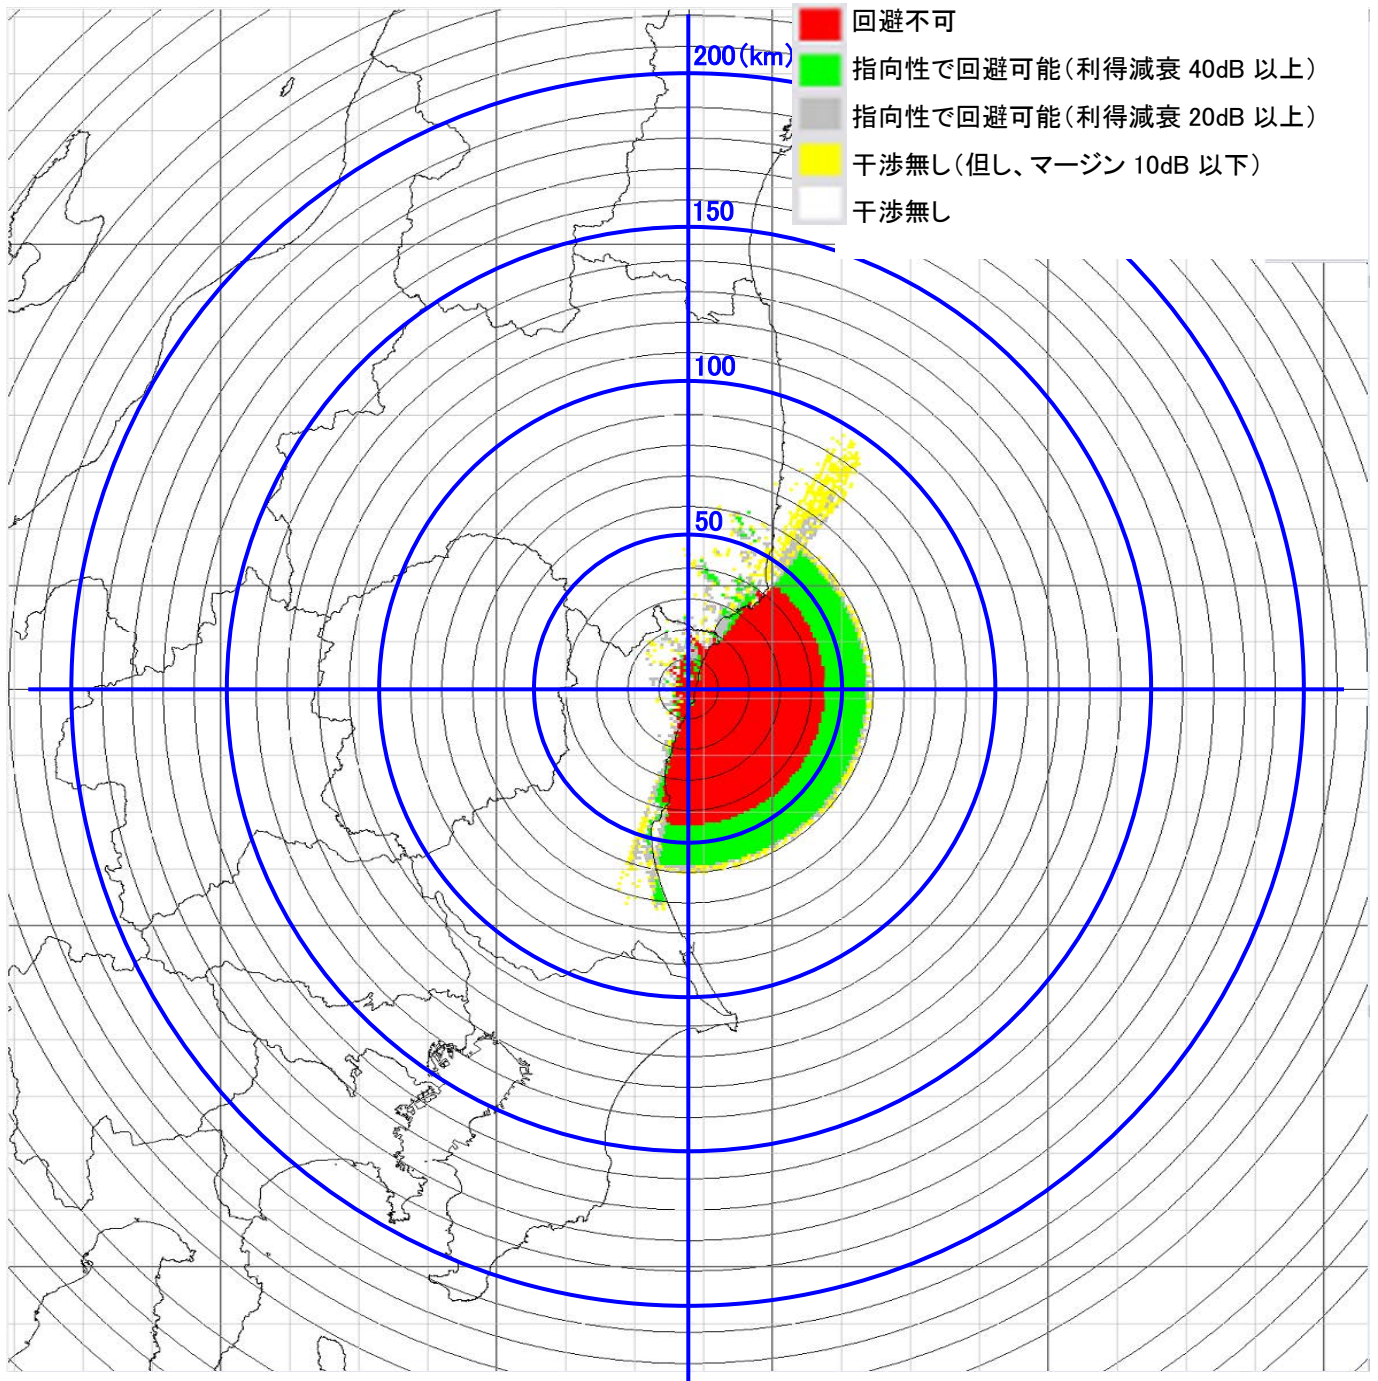 回避不可
指向性で回避可能（利得減衰 40dB 以上）
指向性で回避可能（利得減衰 20dB 以上）
干渉無し（但し、マージン 10dB 以下）
干渉無し
200(km)
150
100
50